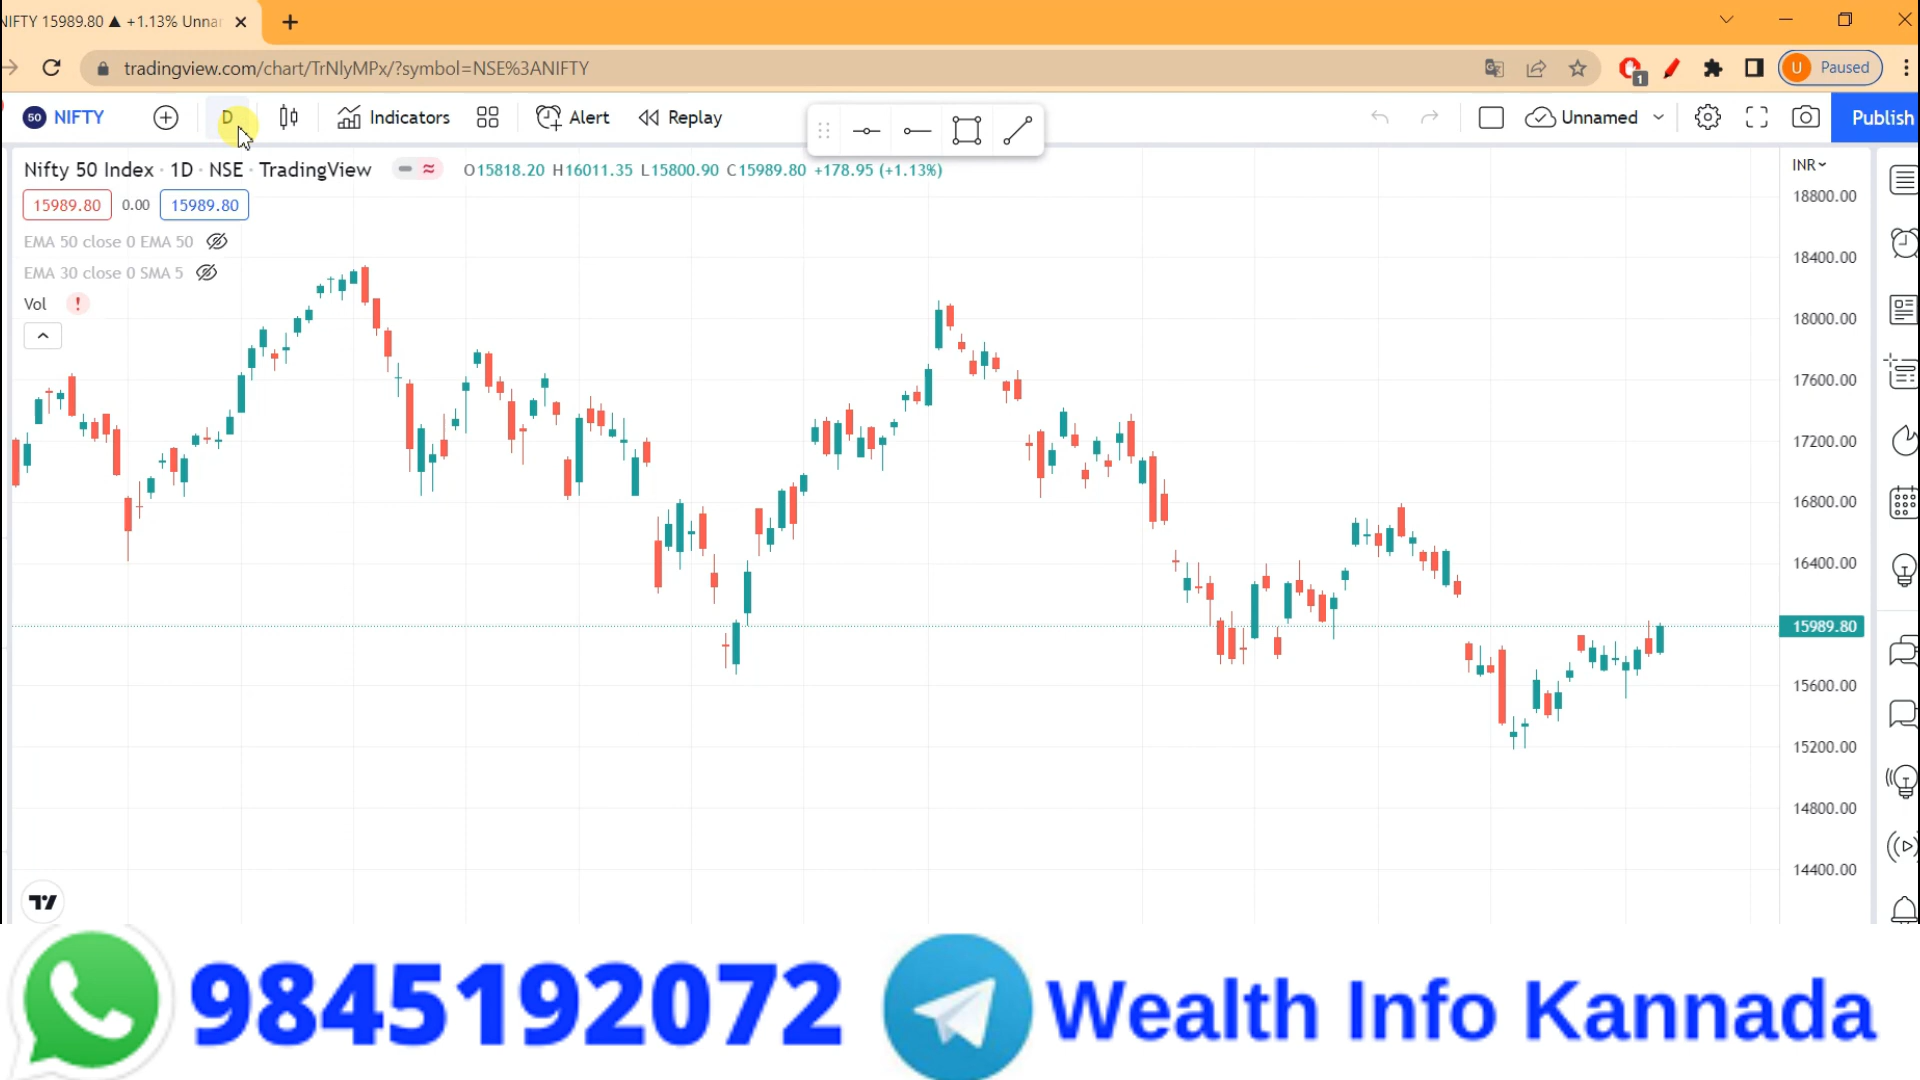 NIFTY 15989.80 ▲ +1.13% Unna
tradingview.com/chart/TrNlyMPx/?symbol=NSE%3ANIFTY
1
U
Paused
50 NIFTY
D
Indicators
Alert
Replay
Unnamed
Publish
Nifty 50 Index · 1D · NSE · TradingView
O15818.20 H16011.35 L15800.90 C15989.80 +178.95 (+1.13%)
INR
15989.80 0.00 15989.80
EMA 50 close 0 EMA 50
EMA 30 close 0 SMA 5
Vol !
18800.00
18400.00
18000.00
17600.00
17200.00
16800.00
16400.00
15989.80
15600.00
15200.00
14800.00
14400.00
9845192072 Wealth Info Kannada